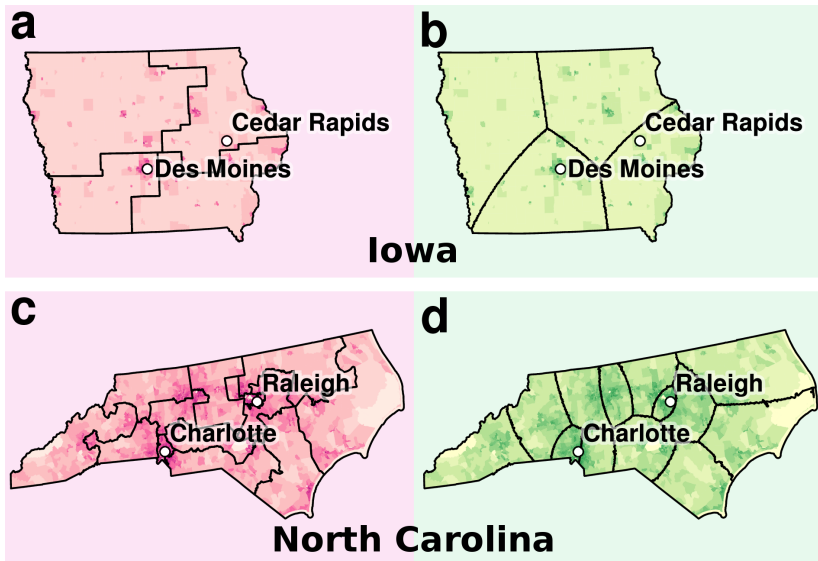 a
b
Cedar Rapids
Cedar Rapids
Des Moines
Des Moines
Iowa
c
d
Raleigh
Raleigh
Charlotte
Charlotte
North Carolina